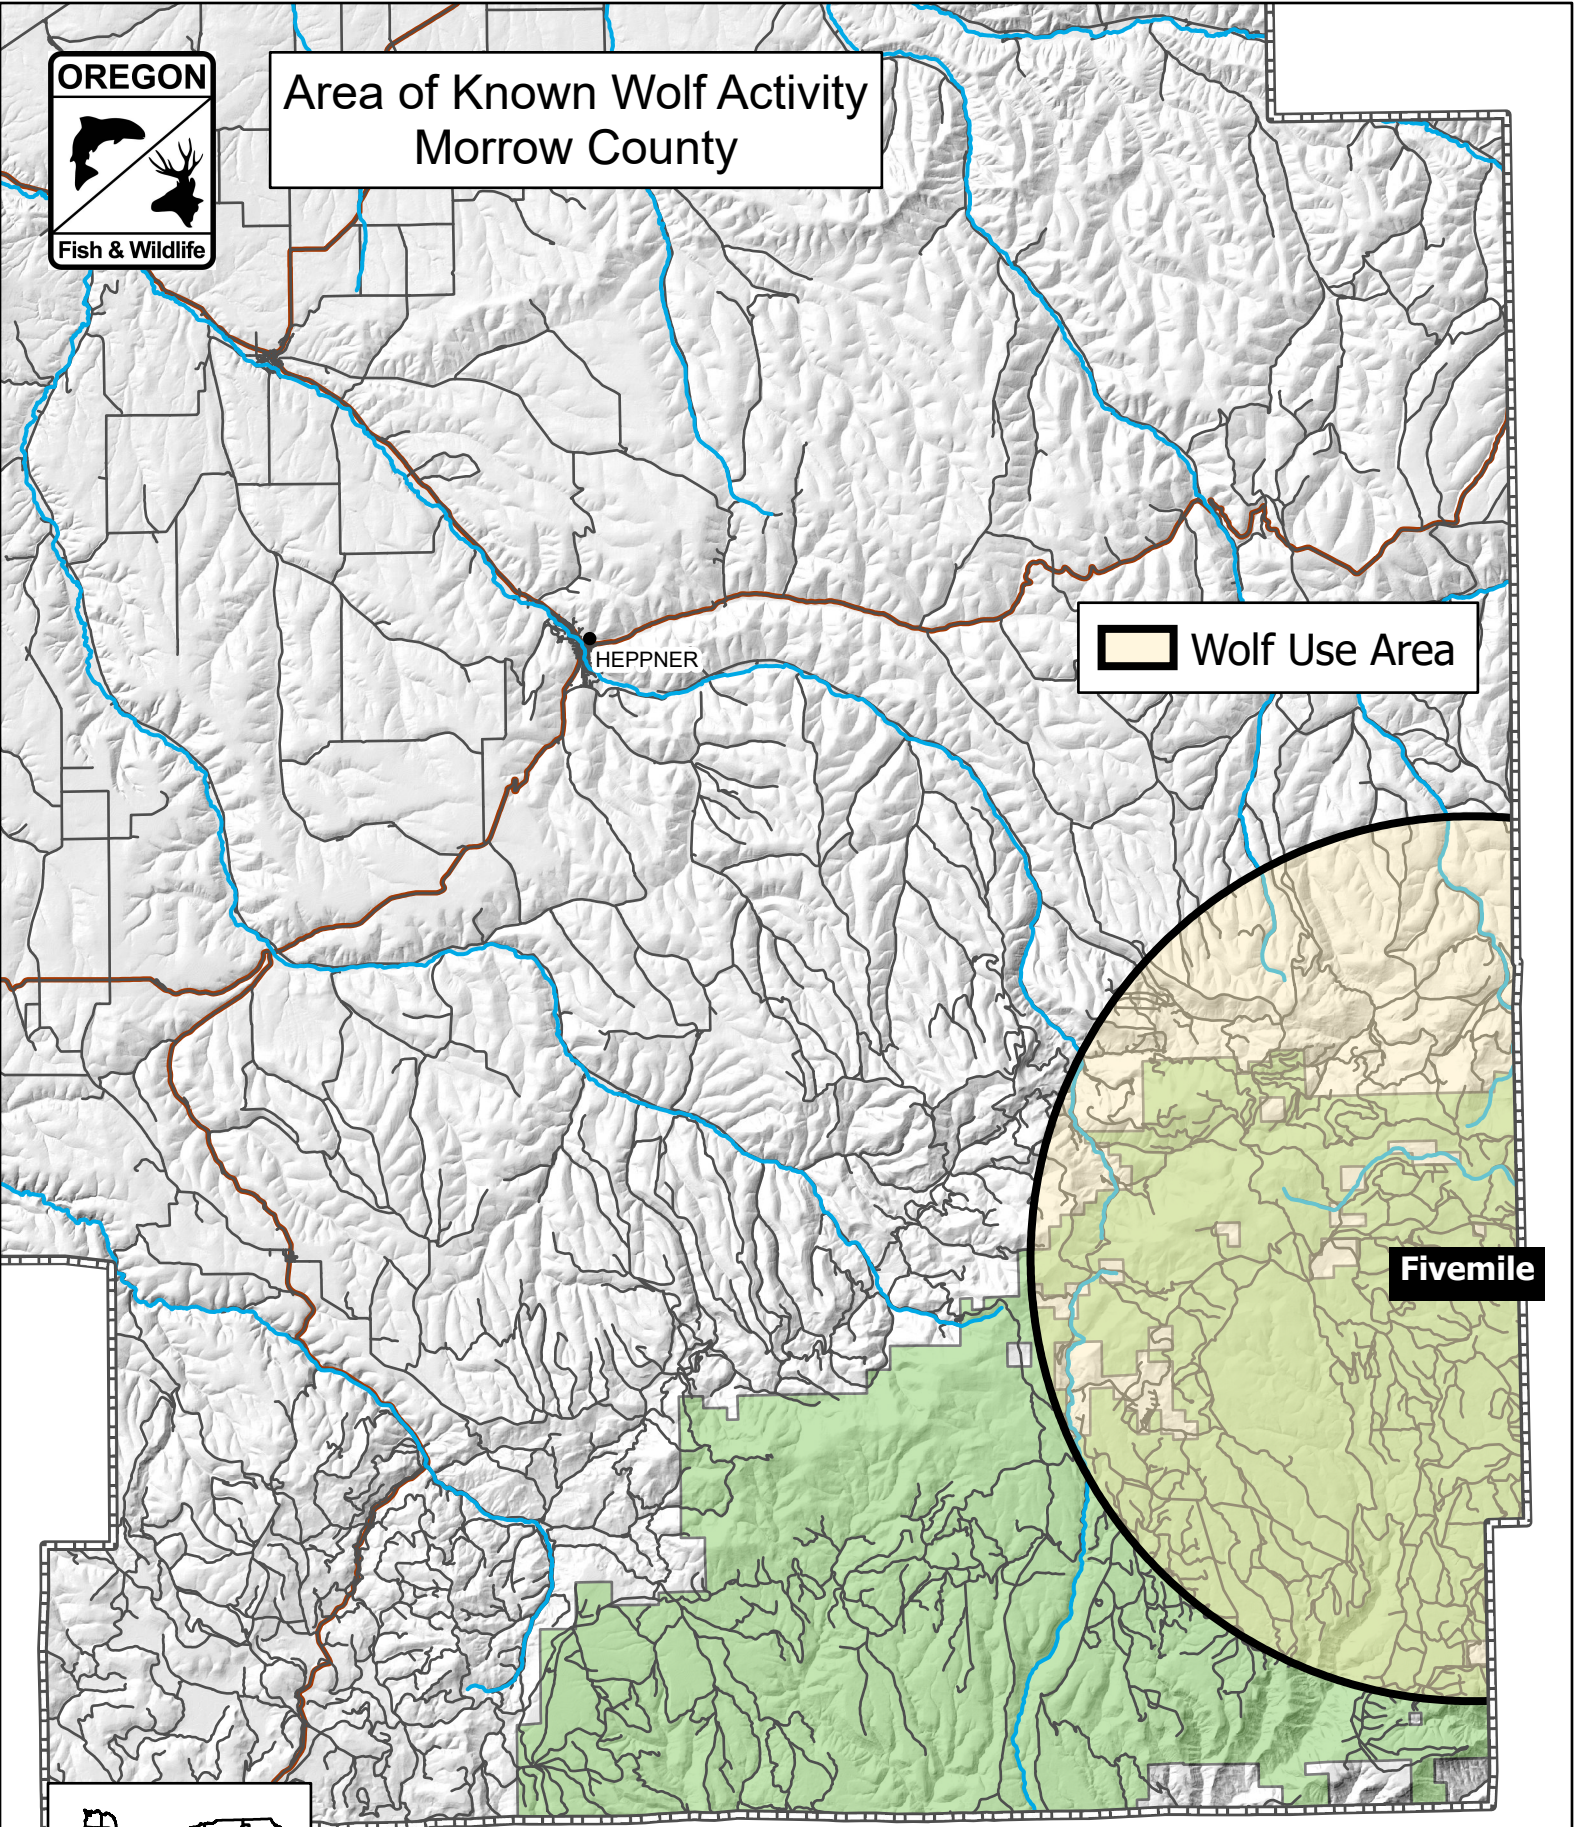 OREGON
Fish & Wildlife
Area of Known Wolf Activity
Morrow County
HEPPNER
Wolf Use Area
Fivemile